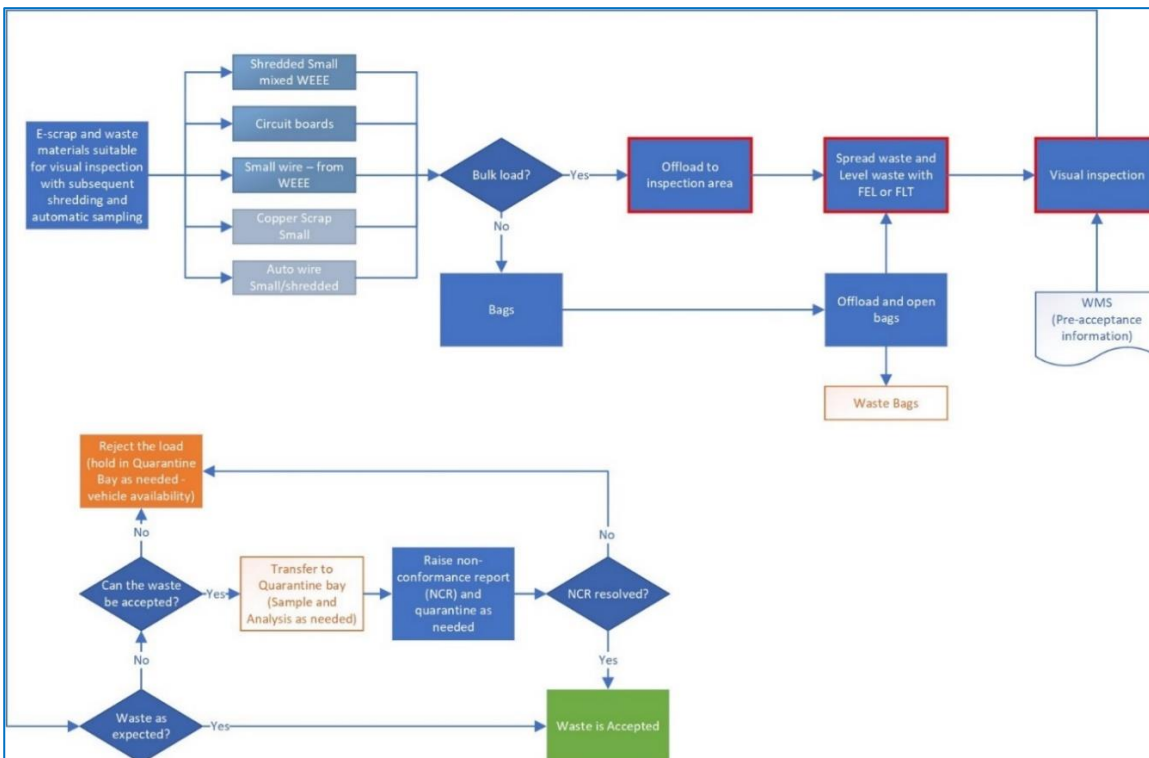 E-scrap and waste
materials suitable
for visual inspection
with subsequent
shredding and
automatic sampling
Shredded Small
mixed WEEE
Circuit boards
Small wire – from
WEEE
Copper Scrap
Small
Auto wire
Small/shredded
Bulk load?
Yes
No
Offload to
inspection area
Spread waste and
Level waste with
FEL or FLT
Visual inspection
Bags
Offload and open
bags
WMS
(Pre-acceptance
information)
Waste Bags
Reject the load
(hold in Quarantine
Bay as needed -
vehicle availability)
No
No
Can the waste
be accepted?
Yes
Transfer to
Quarantine bay
(Sample and
Analysis as needed)
Raise non-
conformance report
(NCR) and
quarantine as
needed
NCR resolved?
No
Yes
Waste as
expected?
Yes
Waste is Accepted